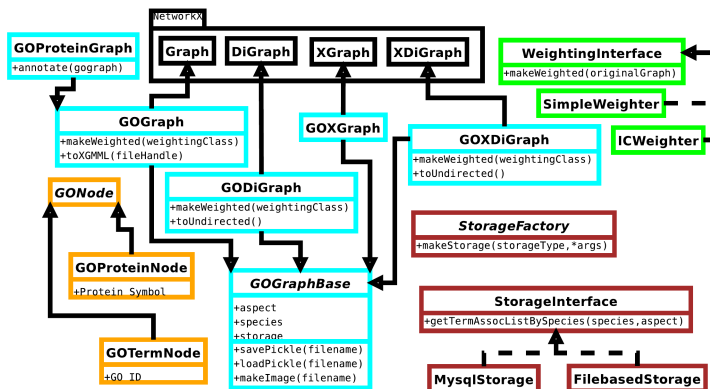 NetworkX
Graph
DiGraph
XGraph
XDiGraph
GOProteinGraph
+annotate(gograph)
WeightingInterface
+makeWeighted(originalGraph)
SimpleWeighter
ICWeighter
GOGraph
+makeWeighted(weightingClass)
+toXGMML(fileHandle)
GOXGraph
GOXDiGraph
+makeWeighted(weightingClass)
+toUndirected()
GONode
GODiGraph
+makeWeighted(weightingClass)
+toUndirected()
StorageFactory
+makeStorage(storageType,*args)
GOProteinNode
+Protein Symbol
GOGraphBase
+aspect
+species
+storage
+savePickle(filename)
+loadPickle(filename)
+makeImage(filename)
StorageInterface
+getTermAssocListBySpecies(species,aspect)
GOTermNode
+GO ID
MysqlStorage
FilebasedStorage